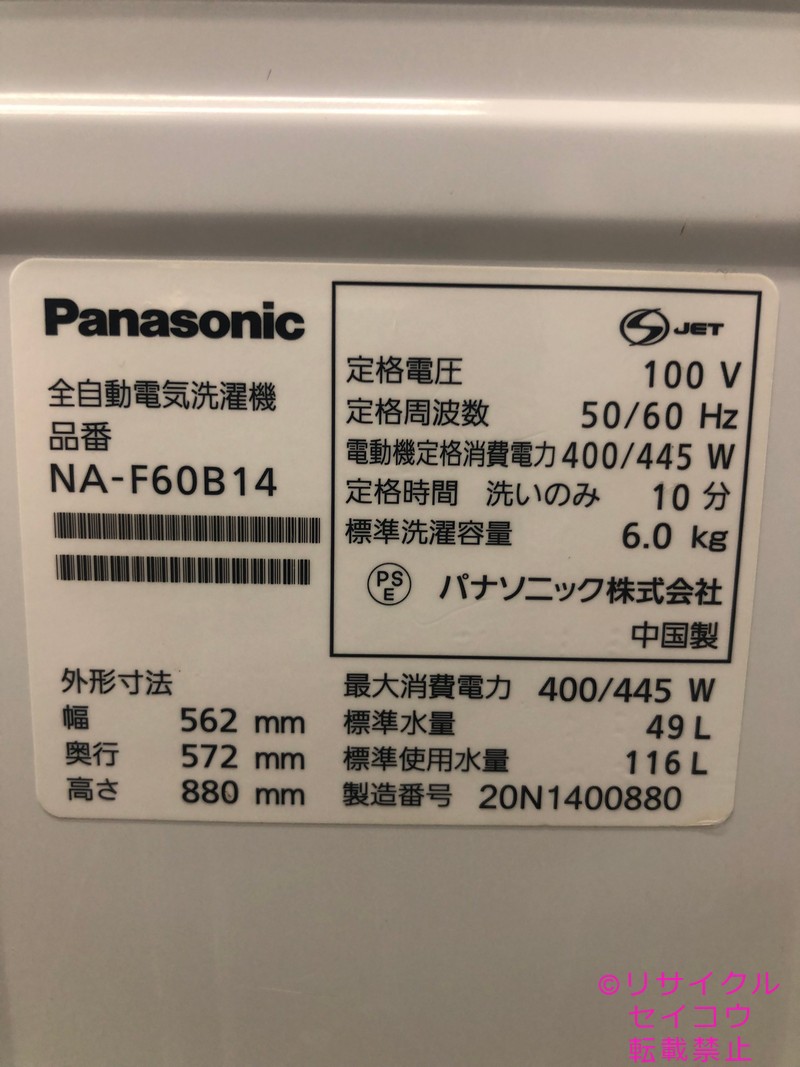 Panasonic
全自動電気洗濯機
品番
NA-F60B14
S JET
定格電圧 100 V
定格周波数 50/60 Hz
電動機定格消費電力 400/445 W
定格時間 洗いのみ 10 分
標準洗濯容量 6.0 kg
PS
E
パナソニック株式会社
中国製
外形寸法
幅 562 mm
奥行 572 mm
高さ 880 mm
最大消費電力 400/445 W
標準水量 49 L
標準使用水量 116 L
製造番号 20N1400880
©リサイクル
セイコウ
転載禁止